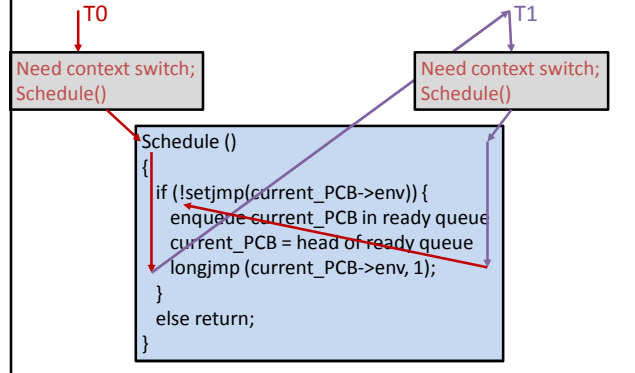 T0
T1
Need context switch;
Schedule()
Need context switch;
Schedule()
Schedule ()
{
if (!setjmp(current_PCB->env)) {
enqueue current_PCB in ready queue
current_PCB = head of ready queue
longjmp (current_PCB->env, 1);
}
else return;
}